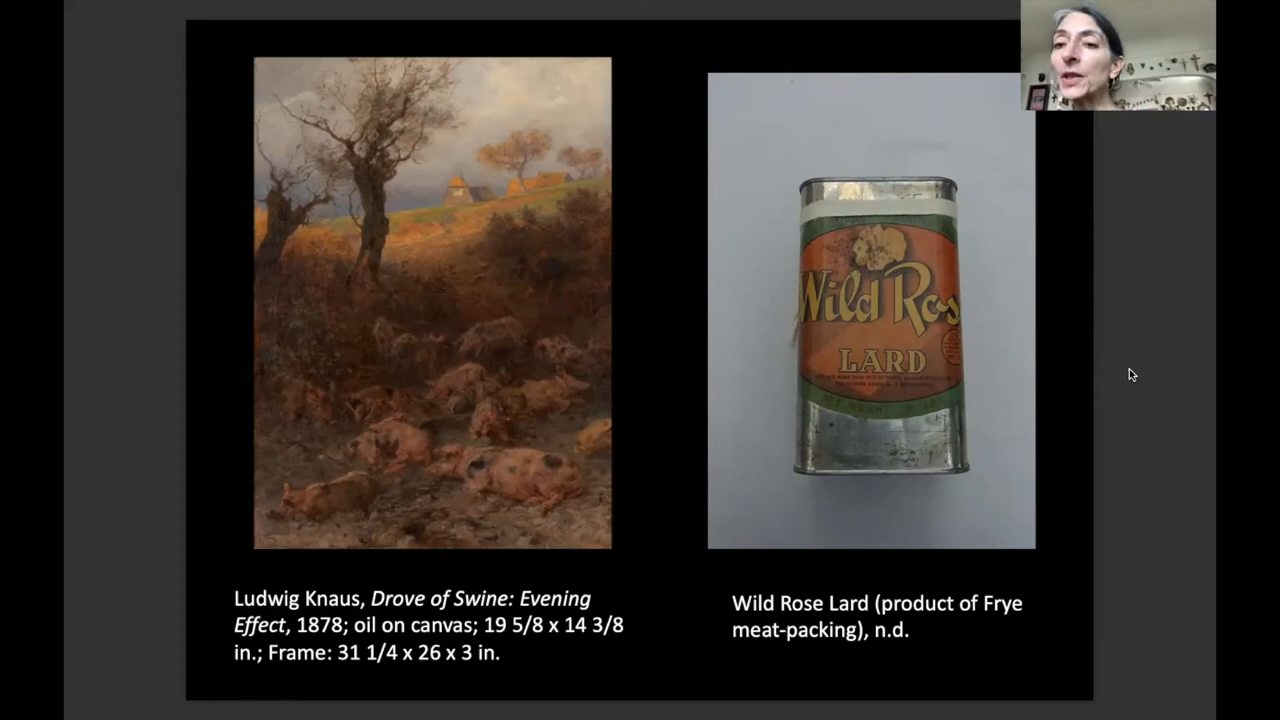 Wild Ros
LARD
Ludwig Knaus, Drove of Swine: Evening
Effect, 1878; oil on canvas; 19 5/8 x 14 3/8
in.; Frame: 31 1/4 x 26 x 3 in.
Wild Rose Lard (product of Frye
meat-packing), n.d.